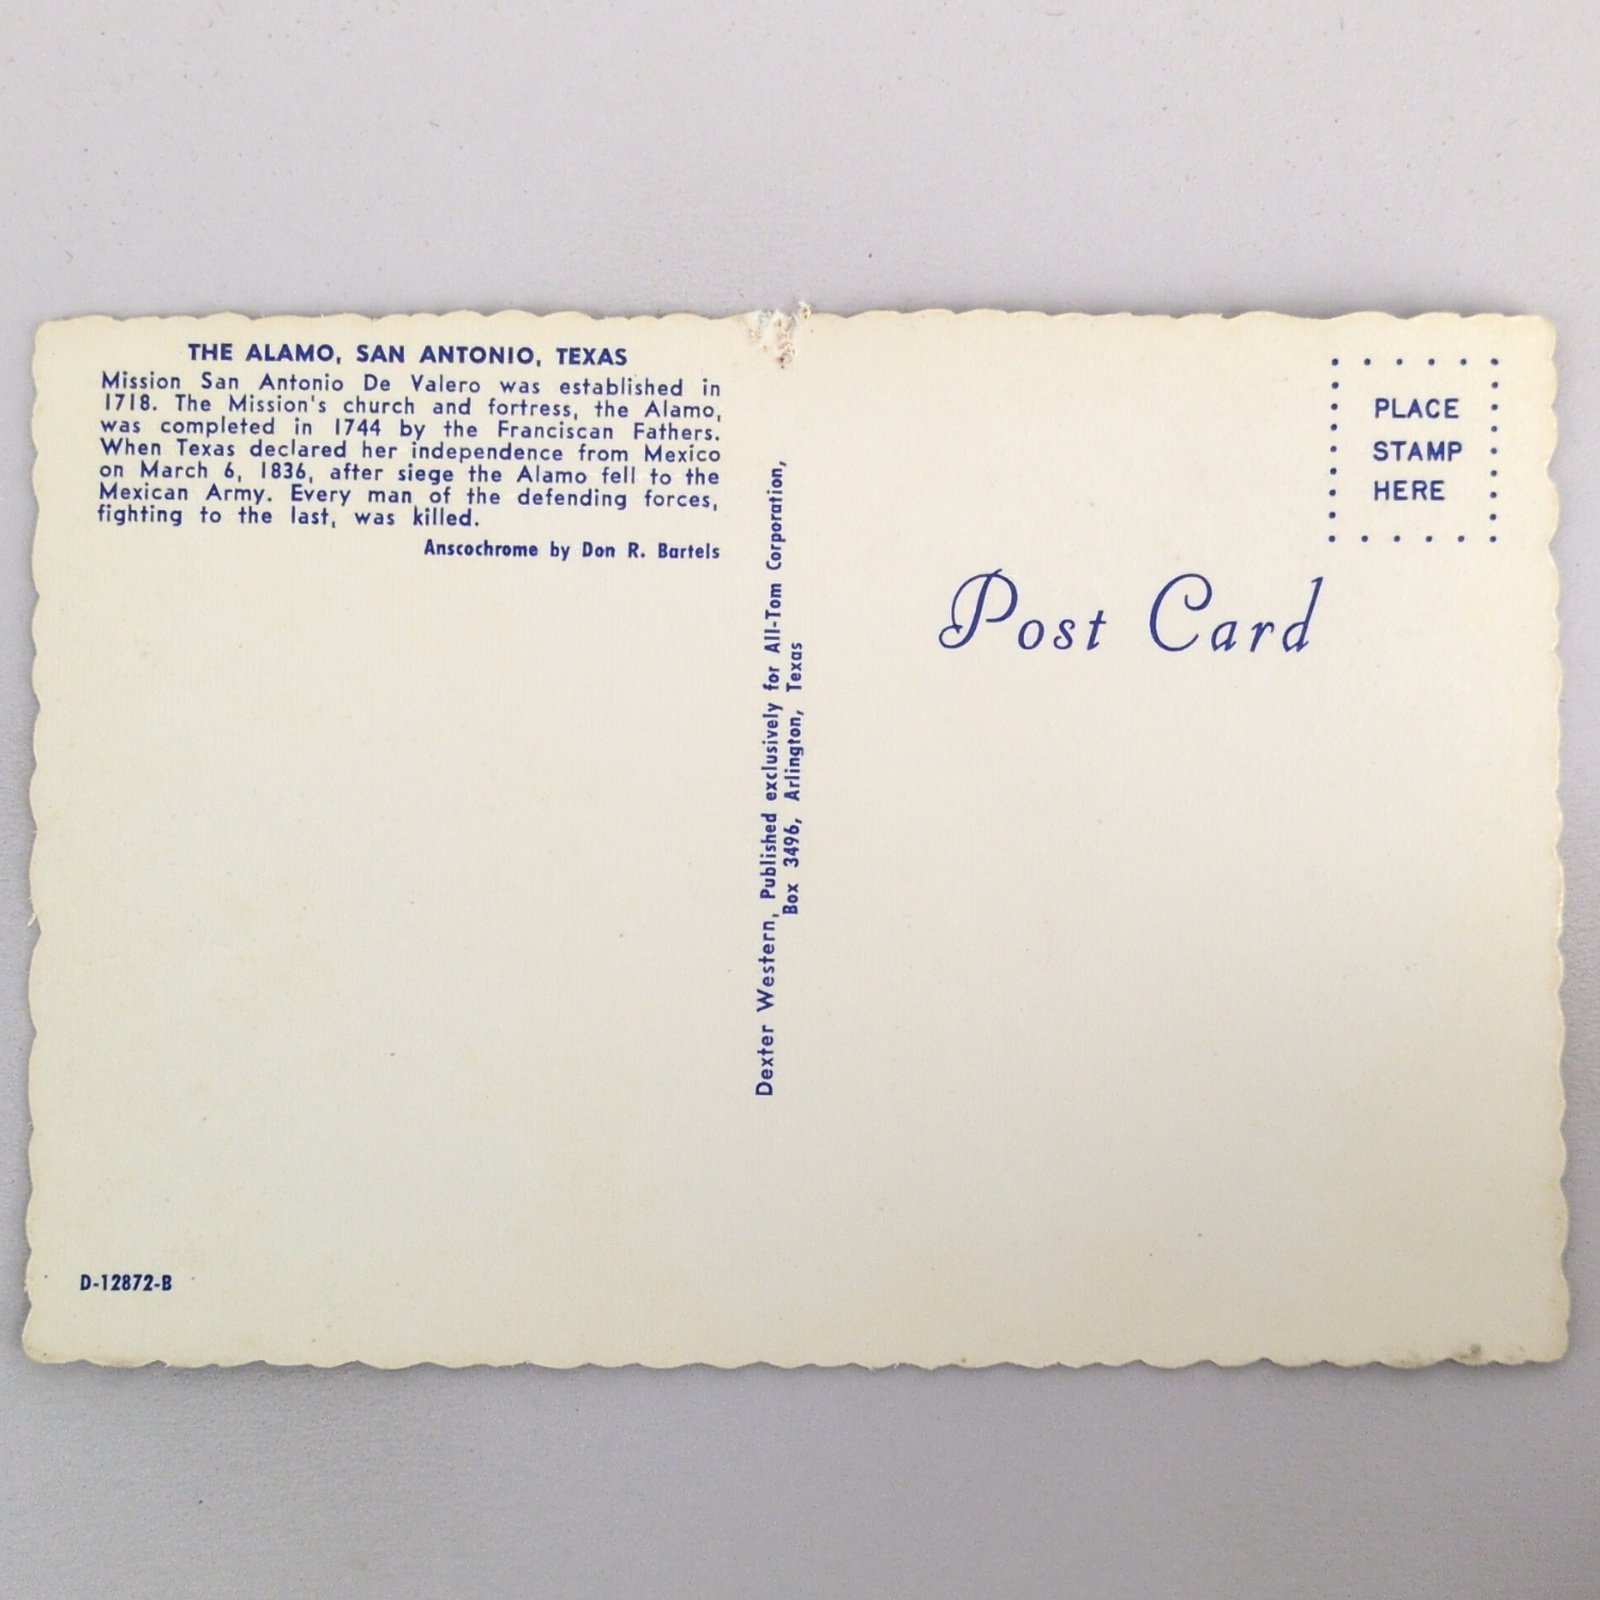 THE ALAMO, SAN ANTONIO, TEXAS
Mission San Antonio De Valero was established in
1718. The Mission's church and fortress, the Alamo,
was completed in 1744 by the Franciscan Fathers.
When Texas declared her independence from Mexico
on March 6, 1836, after siege the Alamo fell to the
Mexican Army. Every man of the defending forces,
fighting to the last, was killed.
Anscochrome by Don R. Bartels
D-12872-B
Dexter Western, Published exclusively for All-Tom Corporation,
Box 3496, Arlington, Texas
PLACE
STAMP
HERE
Post Card